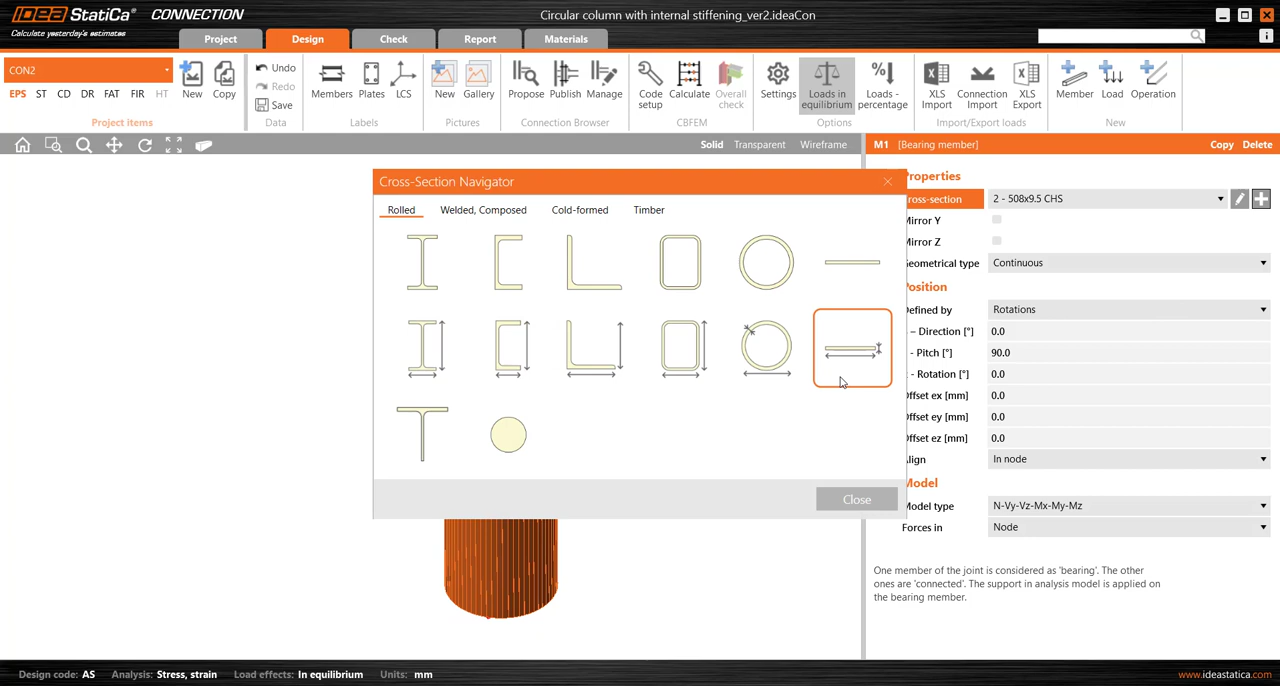 IDEA StatiCa® CONNECTION
Calculate yesterday's estimates
Circular column with internal stiffening_ver2.ideaCon
Project Design Check Report Materials
CON2
EPS ST CD DR FAT FIR HT
New Copy
Undo
Redo
Save
Members Plates LCS
New Gallery
Propose Publish Manage
Code setup Calculate Overall check
Settings Loads in equilibrium Loads - percentage
XLS Import Connection Import XLS Export
Member Load Operation
Project items Data Labels Pictures Connection Browser CBFEM Options Import/Export loads New
Solid Transparent Wireframe
M1 [Bearing member] Copy Delete
Cross-Section Navigator
Rolled Welded, Composed Cold-formed Timber
Close
roperties
ross-section 2 - 508x9.5 CHS
Mirror Y
Mirror Z
eometrical type Continuous
osition
efined by Rotations
– Direction [°] 0.0
- Pitch [°] 90.0
- Rotation [°] 0.0
ffset ex [mm] 0.0
ffset ey [mm] 0.0
ffset ez [mm] 0.0
lign In node
odel
odel type N-Vy-Vz-Mx-My-Mz
orces in Node
One member of the joint is considered as 'bearing'. The other
ones are 'connected'. The support in analysis model is applied on
the bearing member.
Design code: AS Analysis: Stress, strain Load effects: In equilibrium Units: mm
www.ideastatica.com